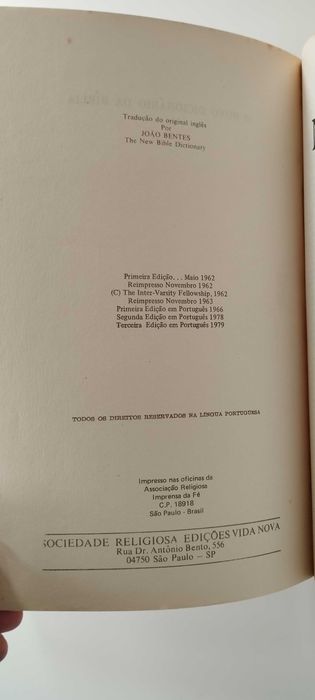 Tradução do original inglês
Por
JOÃO BENTES
The New Bible Dictionary
Primeira Edição... Maio 1962
Reimpresso Novembro 1962
(C) The Inter-Varsity Fellowship, 1962
Reimpresso Novembro 1963
Primeira Edição em Português 1966
Segunda Edição em Português 1978
Terceira Edição em Português 1979
TODOS OS DIREITOS RESERVADOS NA LÍNGUA PORTUGUESA
Impresso nas oficinas da
Associação Religiosa
Imprensa da Fé
C.P. 18918
São Paulo - Brasil
SOCIEDADE RELIGIOSA EDIÇÕES VIDA NOVA
Rua Dr. Antônio Bento, 556
04750 São Paulo – SP